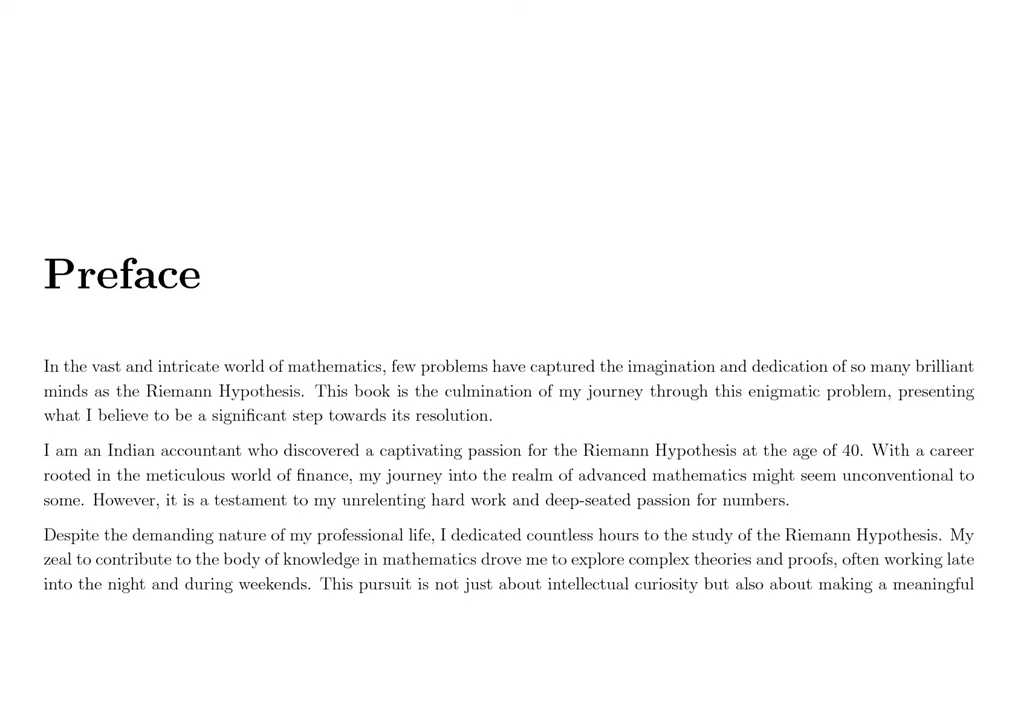 Preface
In the vast and intricate world of mathematics, few problems have captured the imagination and dedication of so many brilliant
minds as the Riemann Hypothesis. This book is the culmination of my journey through this enigmatic problem, presenting
what I believe to be a significant step towards its resolution.
I am an Indian accountant who discovered a captivating passion for the Riemann Hypothesis at the age of 40. With a career
rooted in the meticulous world of finance, my journey into the realm of advanced mathematics might seem unconventional to
some. However, it is a testament to my unrelenting hard work and deep-seated passion for numbers.
Despite the demanding nature of my professional life, I dedicated countless hours to the study of the Riemann Hypothesis. My
zeal to contribute to the body of knowledge in mathematics drove me to explore complex theories and proofs, often working late
into the night and during weekends. This pursuit is not just about intellectual curiosity but also about making a meaningful